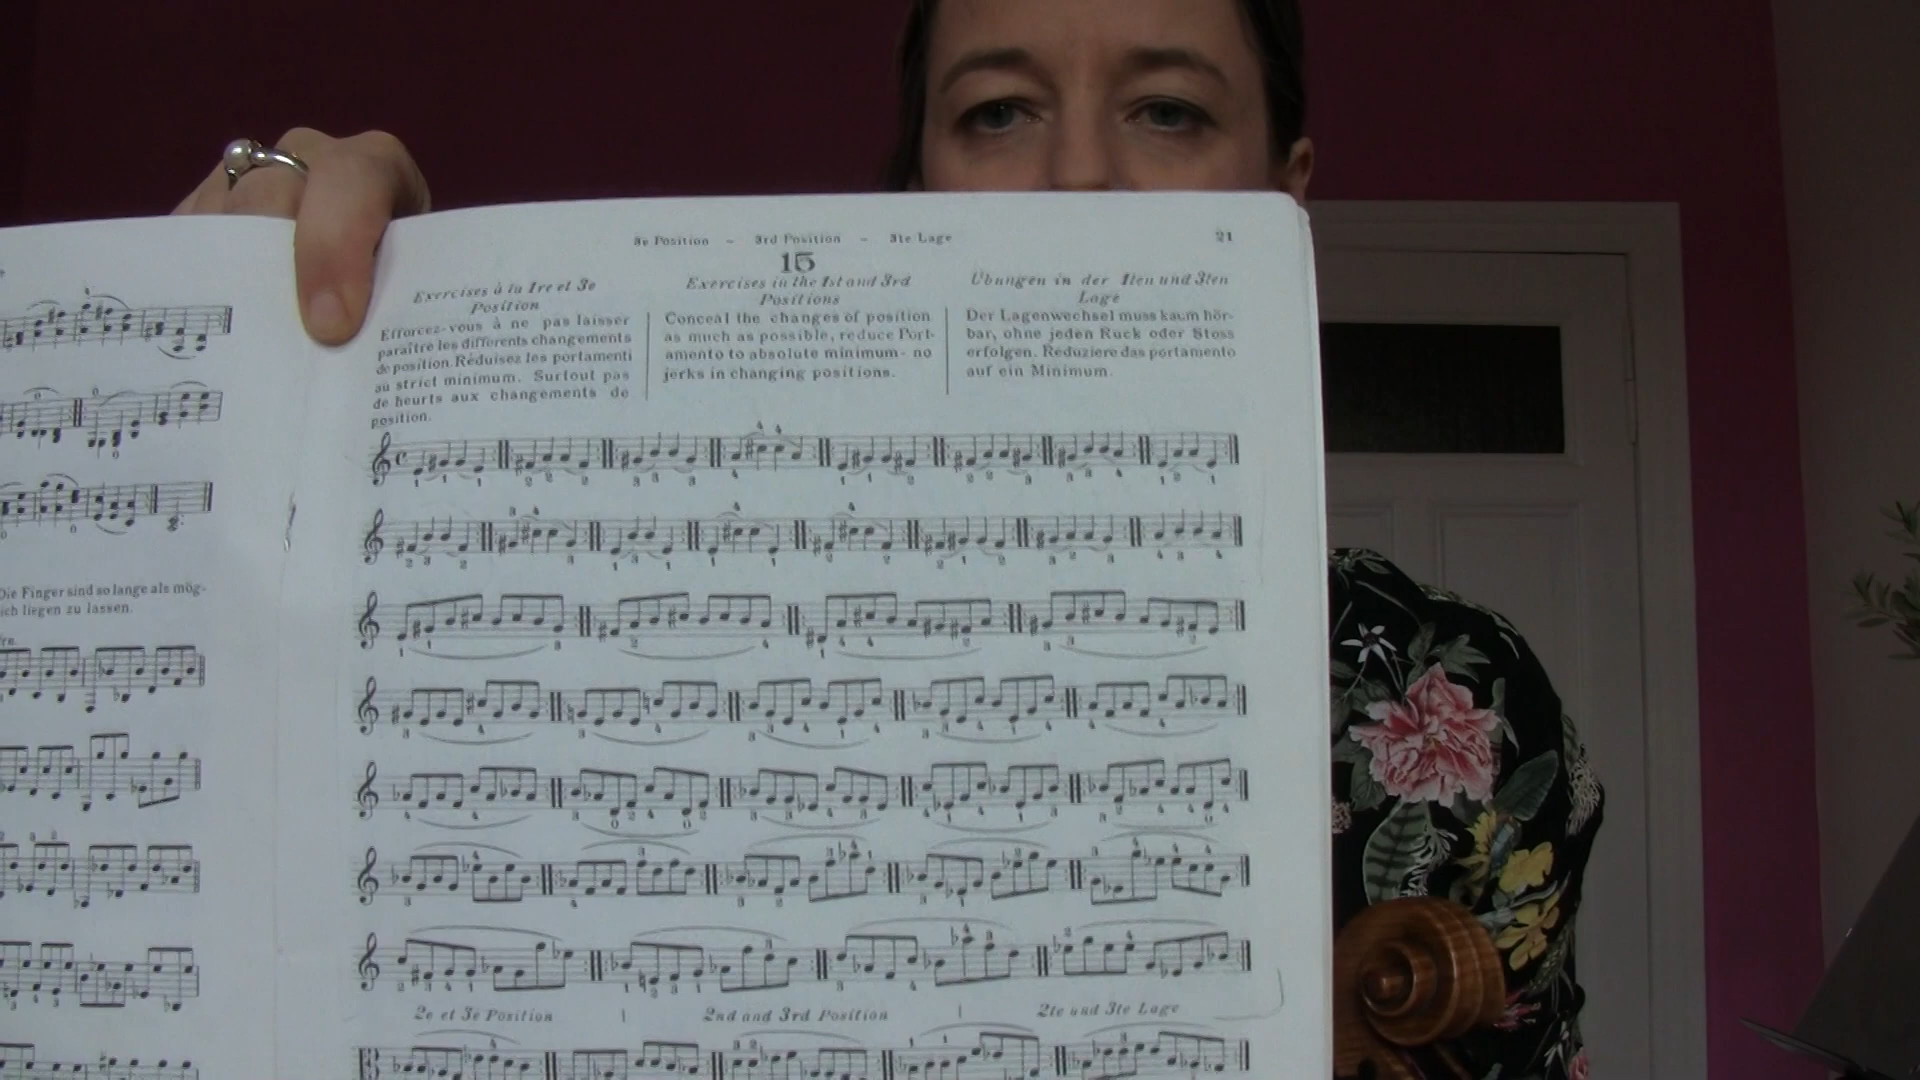 3e Position - 3rd Position - 3te Lage
21
15
Exercises à la 1re et 3e
Position
Efforcez-vous à ne pas laisser
paraître les différents changements
de position. Réduisez les portamenti
au strict minimum. Surtout pas
de heurts aux changements de
position.
Exercises in the 1st and 3rd
Positions
Conceal the changes of position
as much as possible, reduce Port-
amento to absolute minimum - no
jerks in changing positions.
Übungen in der 1ten und 3ten
Lage
Der Lagenwechsel muss kaum hör-
bar, ohne jeden Ruck oder Stoss
erfolgen. Reduziere das portamento
auf ein Minimum.
Die Finger sind so lange als mög-
ich liegen zu lassen.
2e et 3e Position | 2nd and 3rd Position | 2te und 3te Lage